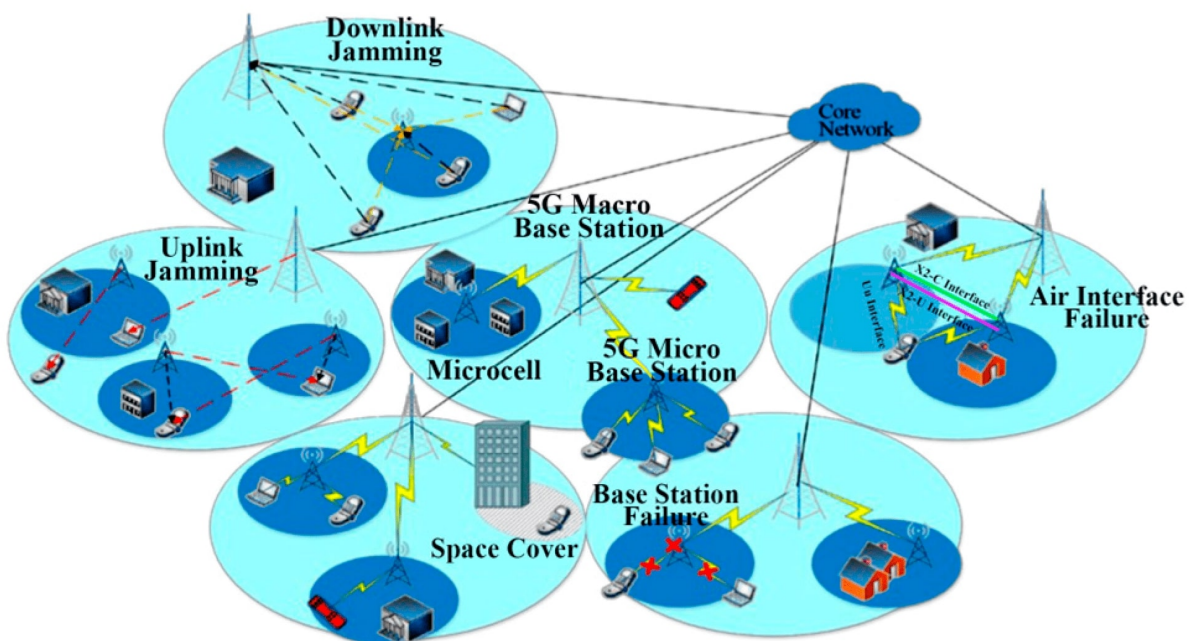 Downlink
Jamming
Core
Network
5G Macro
Base Station
Uplink
Jamming
X2-C Interface
X2-U Interface
Uu Interface
Air Interface
Failure
5G Micro
Base Station
Microcell
Base Station
Failure
Space Cover